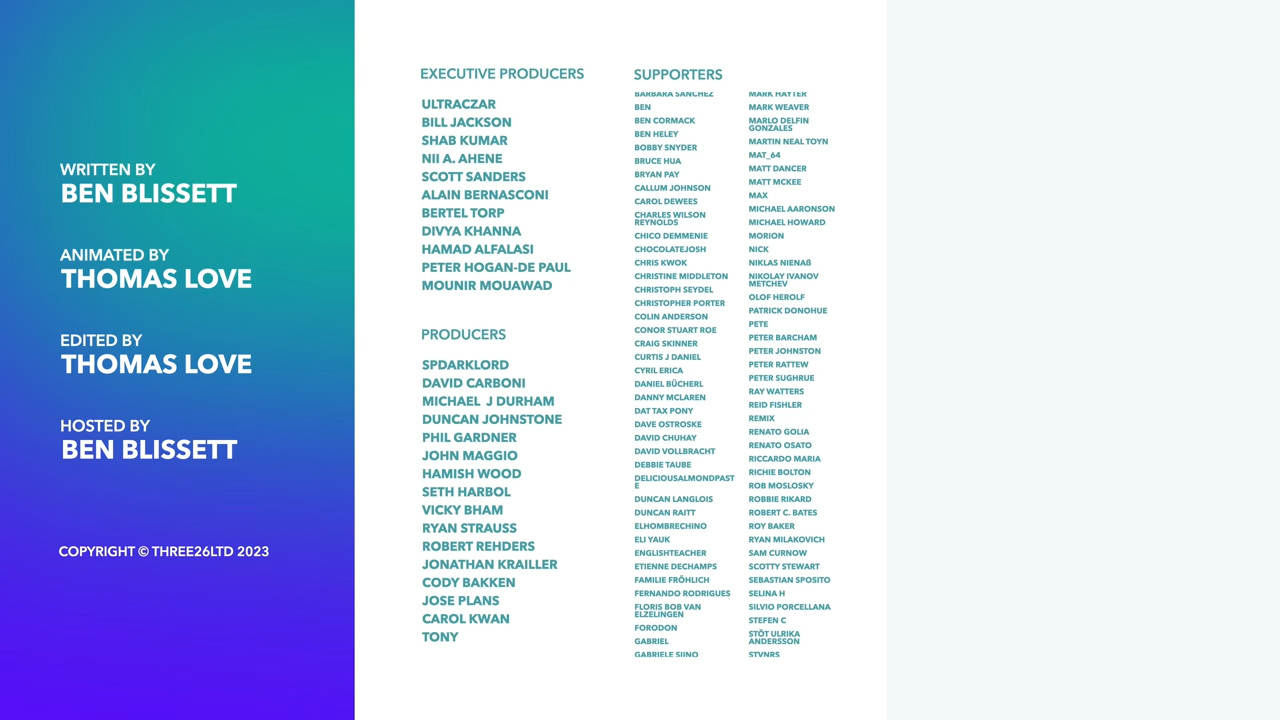 WRITTEN BY
BEN BLISSETT
ANIMATED BY
THOMAS LOVE
EDITED BY
THOMAS LOVE
HOSTED BY
BEN BLISSETT
COPYRIGHT © THREE26LTD 2023
EXECUTIVE PRODUCERS
ULTRACZAR
BILL JACKSON
SHAB KUMAR
NII A. AHENE
SCOTT SANDERS
ALAIN BERNASCONI
BERTEL TORP
DIVYA KHANNA
HAMAD ALFALASI
PETER HOGAN-DE PAUL
MOUNIR MOUAWAD
PRODUCERS
SPDARKLORD
DAVID CARBONI
MICHAEL J DURHAM
DUNCAN JOHNSTONE
PHIL GARDNER
JOHN MAGGIO
HAMISH WOOD
SETH HARBOL
VICKY BHAM
RYAN STRAUSS
ROBERT REHDERS
JONATHAN KRAILLER
CODY BAKKEN
JOSE PLANS
CAROL KWAN
TONY
SUPPORTERS
BARBARA SANCHEZ
BEN
BEN CORMACK
BEN HELEY
BOBBY SNYDER
BRUCE HUA
BRYAN PAY
CALLUM JOHNSON
CAROL DEWEES
CHARLES WILSON
REYNOLDS
CHICO DEMMENIE
CHOCOLATEJOSH
CHRIS KWOK
CHRISTINE MIDDLETON
CHRISTOPH SEYDEL
CHRISTOPHER PORTER
COLIN ANDERSON
CONOR STUART ROE
CRAIG SKINNER
CURTIS J DANIEL
CYRIL ERICA
DANIEL BÜCHERL
DANNY MCLAREN
DAT TAX PONY
DAVE OSTROSKE
DAVID CHUHAY
DAVID VOLLBRACHT
DEBBIE TAUBE
DELICIOUSALMONDPAST
E
DUNCAN LANGLOIS
DUNCAN RAITT
ELHOMBRECHINO
ELI YAUK
ENGLISHTEACHER
ETIENNE DECHAMPS
FAMILIE FRÖHLICH
FERNANDO RODRIGUES
FLORIS BOB VAN
ELZELINGEN
FORODON
GABRIEL
GABRIELE SIINO
MARK HAYTER
MARK WEAVER
MARLO DELFIN
GONZALES
MARTIN NEAL TOYN
MAT_64
MATT DANCER
MATT MCKEE
MAX
MICHAEL AARONSON
MICHAEL HOWARD
MORION
NICK
NIKLAS NIENAß
NIKOLAY IVANOV
METCHEV
OLOF HEROLF
PATRICK DONOHUE
PETE
PETER BARCHAM
PETER JOHNSTON
PETER RATTEW
PETER SUGHRUE
RAY WATTERS
REID FISHLER
REMIX
RENATO GOLIA
RENATO OSATO
RICCARDO MARIA
RICHIE BOLTON
ROB MOSLOSKY
ROBBIE RIKARD
ROBERT C. BATES
ROY BAKER
RYAN MILAKOVICH
SAM CURNOW
SCOTTY STEWART
SEBASTIAN SPOSITO
SELINA H
SILVIO PORCELLANA
STEFEN C
STÖT ULRIKA
ANDERSSON
STVNRS